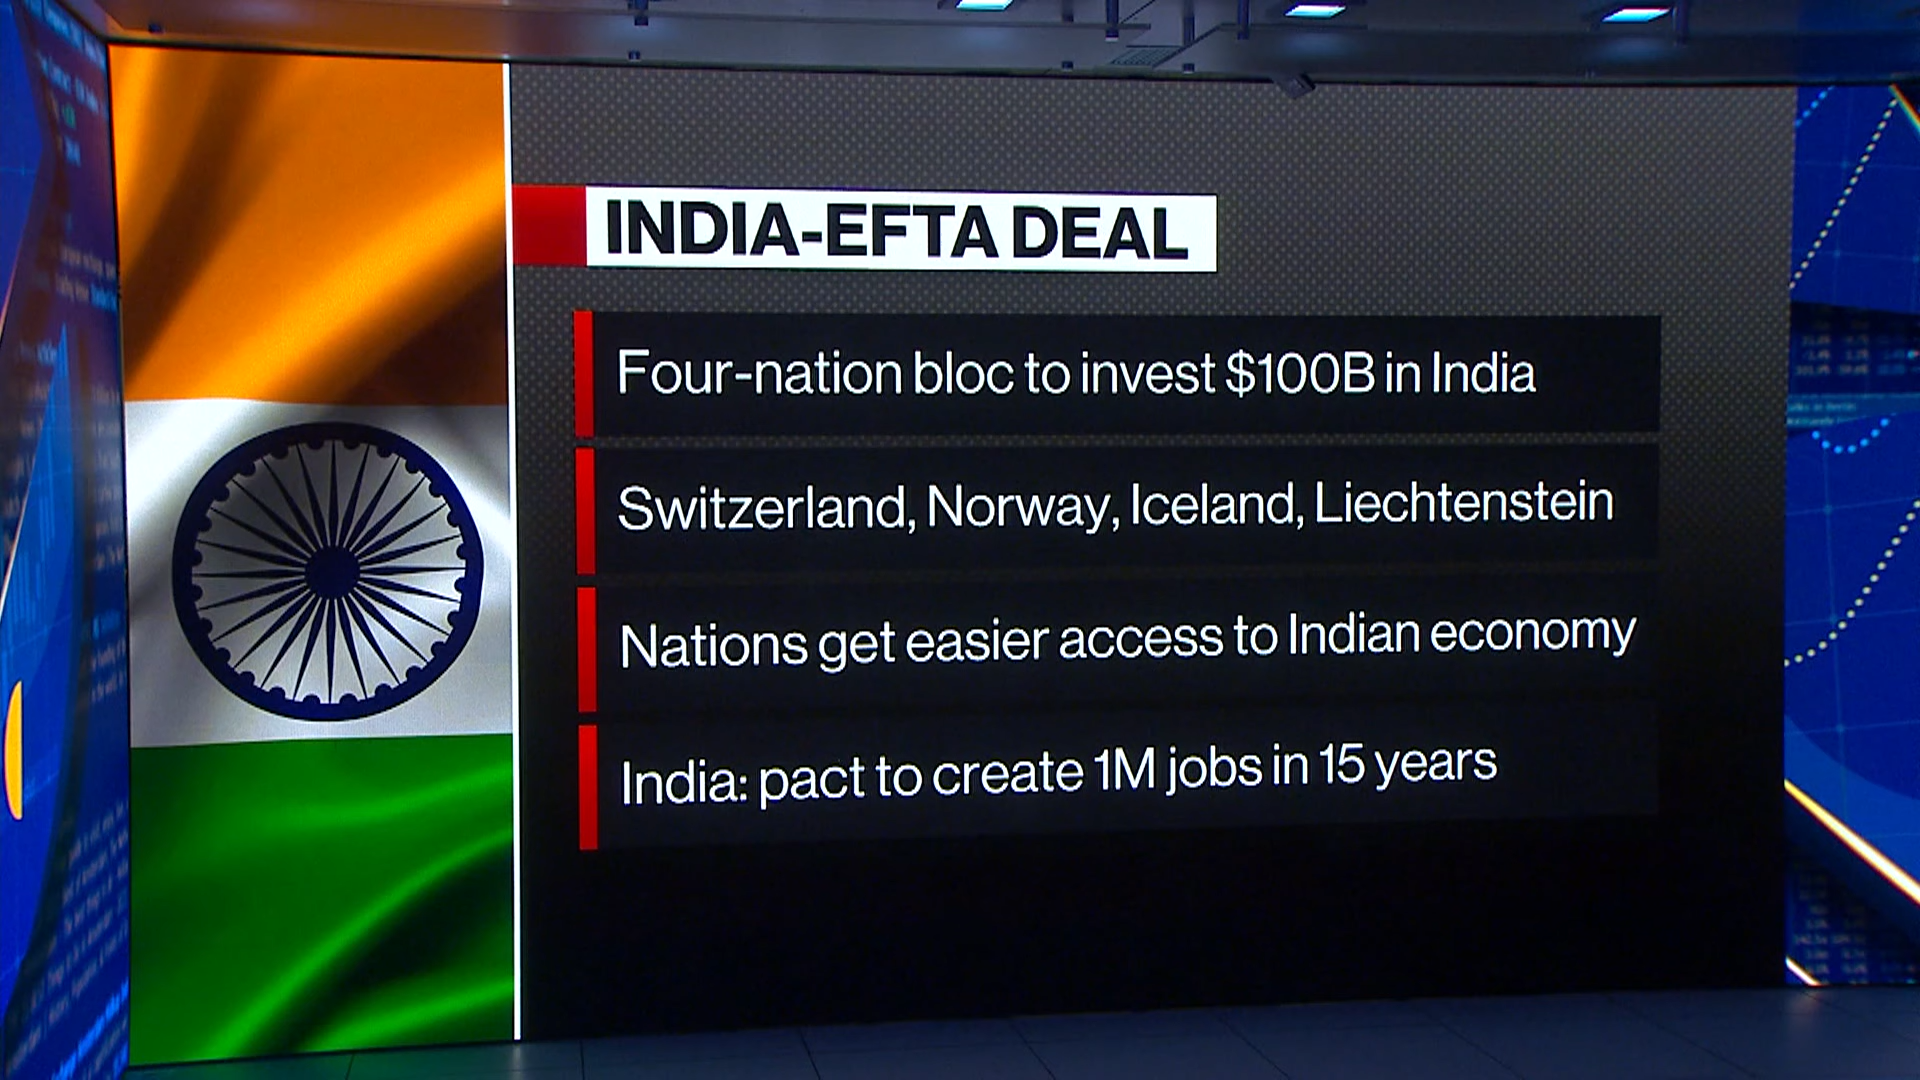 INDIA-EFTA DEAL
Four-nation bloc to invest $100B in India
Switzerland, Norway, Iceland, Liechtenstein
Nations get easier access to Indian economy
India: pact to create 1M jobs in 15 years